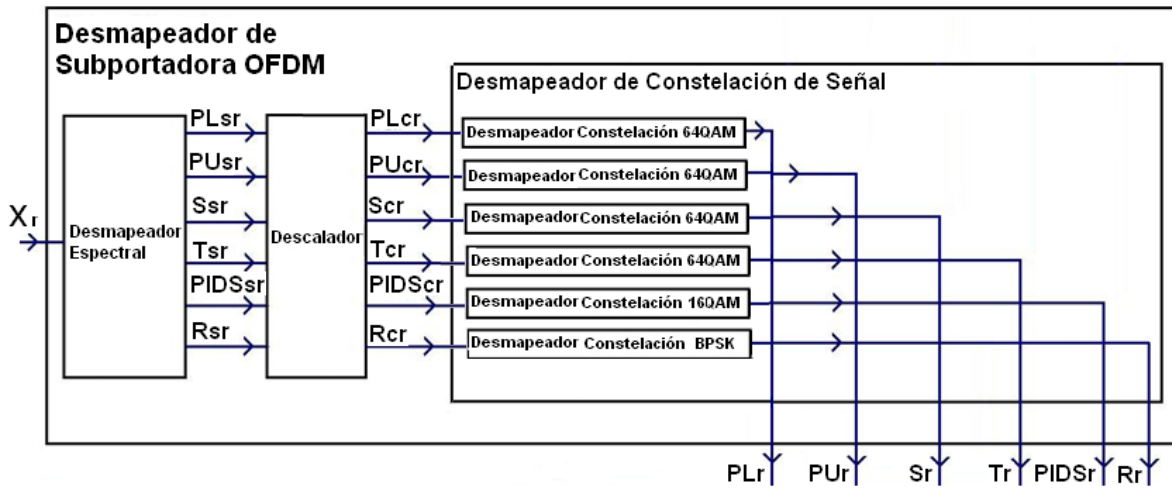 Desmapeador de
Subportadora OFDM
Desmapeador de Constelación de Señal
PLsr
PLcr
Desmapeador Constelación 64QAM
PUsr
PUcr
Desmapeador Constelación 64QAM
Ssr
Scr
Desmapeador Constelación 64QAM
Xr
Desmapeador
Espectral
Descalador
Tsr
Tcr
Desmapeador Constelación 64QAM
PIDSsr
PIDScr
Desmapeador Constelación 16QAM
Rsr
Rcr
Desmapeador Constelación BPSK
PLr
PUr
Sr
Tr
PIDSr
Rr